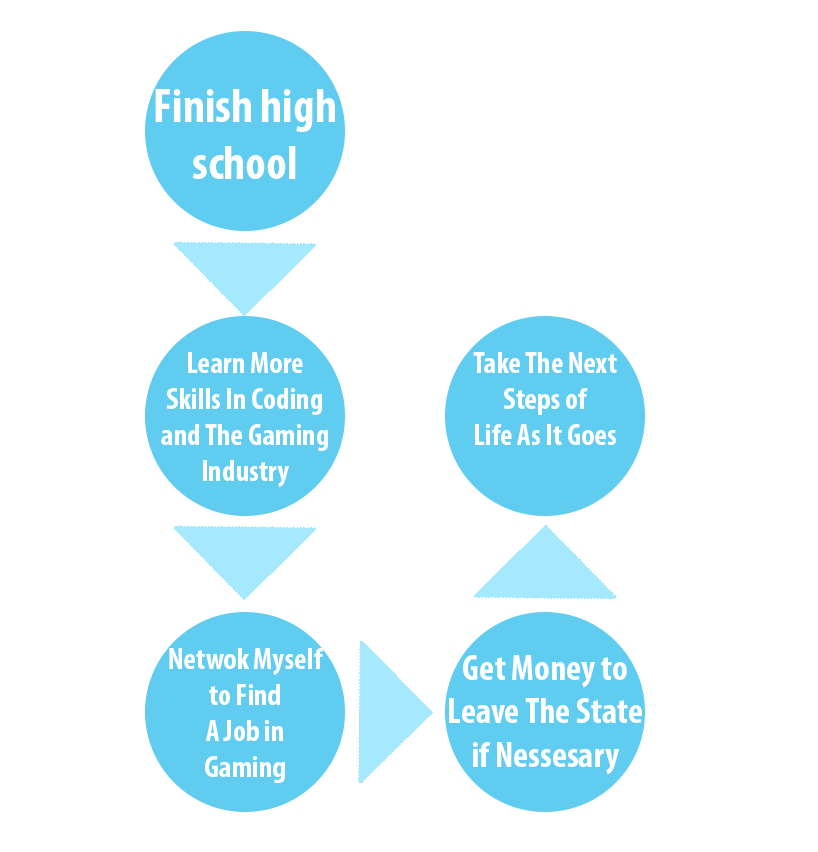 Finish high
school
Learn More
Skills In Coding
and The Gaming
Industry
Netwok Myself
to Find
A Job in
Gaming
Get Money to
Leave The State
if Nessesary
Take The Next
Steps of
Life As It Goes